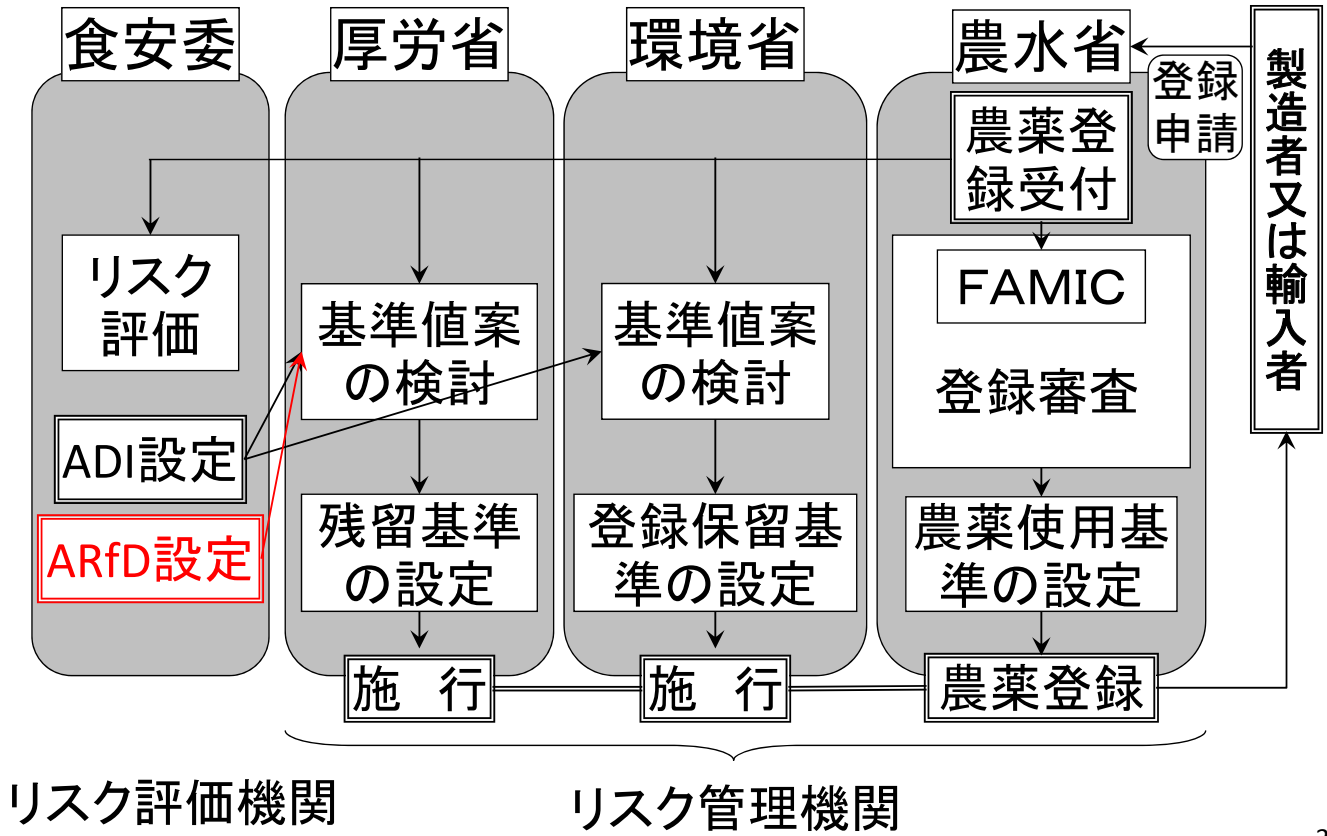 食安委
厚労省
環境省
農水省
登録
申請
製造者又は輸入者
農薬登
録受付
リスク
評価
基準値案
の検討
基準値案
の検討
FAMIC
登録審査
ADI設定
ARfD設定
残留基準
の設定
登録保留基
準の設定
農薬使用基
準の設定
施 行
施 行
農薬登録
リスク評価機関
リスク管理機関